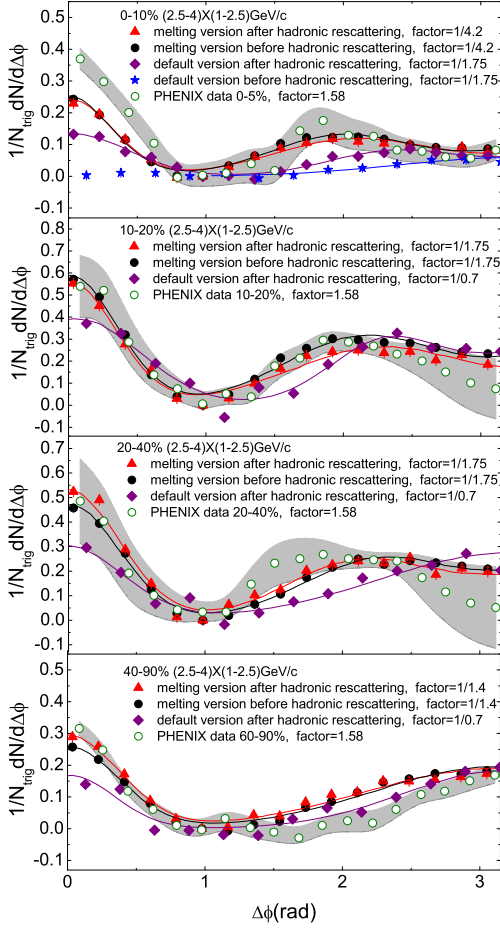 0-10% (2.5-4)X(1-2.5)GeV/c
melting version after hadronic rescattering, factor=1/4.2
melting version before hadronic rescattering, factor=1/4.2
default version after hadronic rescattering, factor=1/1.75
default version before hadronic rescattering, factor=1/1.75
PHENIX data 0-5%, factor=1.58
1/N_trig dN/dΔϕ
0.5
0.4
0.3
0.2
0.1
0.0
-0.1
10-20% (2.5-4)X(1-2.5)GeV/c
melting version after hadronic rescattering, factor=1/1.75
melting version before hadronic rescattering, factor=1/1.75
default version after hadronic rescattering, factor=1/0.7
PHENIX data 10-20%, faxtor=1.58
1/N_trig dN/dΔϕ
0.8
0.7
0.6
0.5
0.4
0.3
0.2
0.1
0.0
-0.1
20-40% (2.5-4)X(1-2.5)GeV/c
melting version after hadronic rescattering, factor=1/1.75
melting version before hadronic rescattering, factor=1/1.75
default version after hadronic rescattering, factor=1/0.7
PHENIX data 20-40%, factor=1.58
1/N_trig dN/dΔϕ
0.7
0.6
0.5
0.4
0.3
0.2
0.1
0.0
-0.1
40-90% (2.5-4)X(1-2.5)GeV/c
melting version after hadronic rescattering, factor=1/1.4
melting version before hadronic rescattering, factor=1/1.4
default version after hadronic rescattering, factor=1/0.7
PHENIX data 60-90%, factor=1.58
1/N_trig dN/dΔϕ
0.5
0.4
0.3
0.2
0.1
0.0
-0.1
0 1 2 3
Δϕ(rad)